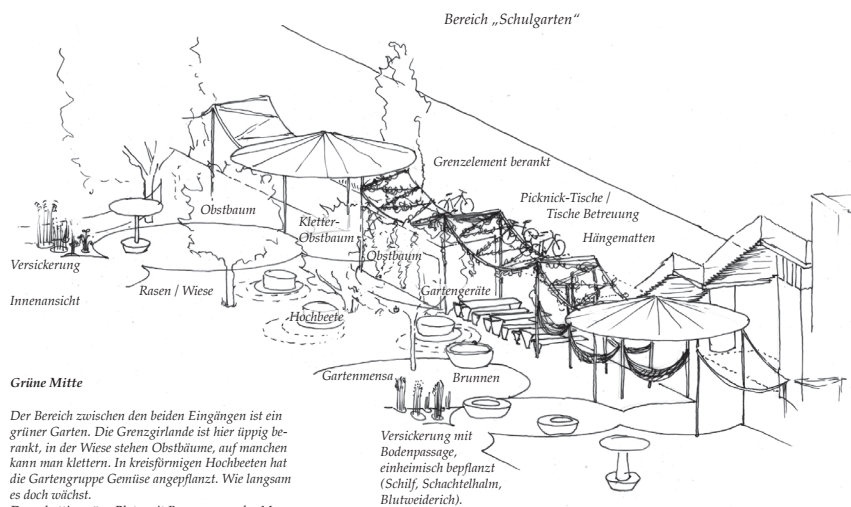 Bereich „Schulgarten“
Grenzelement berankt
Picknick-Tische /
Tische Betreuung
Hängematten
Obstbaum
Kletter-
Obstbaum
Obstbaum
Versickerung
Rasen / Wiese
Gartengeräte
Innenansicht
Hochbeete
Gartenmensa
Brunnen
Grüne Mitte
Der Bereich zwischen den beiden Eingängen ist ein
grüner Garten. Die Grenzgirlande ist hier üppig be-
rankt, in der Wiese stehen Obstbäume, auf manchen
kann man klettern. In kreisförmigen Hochbeeten hat
die Gartengruppe Gemüse angepflanzt. Wie langsam
es doch wächst.
Versickerung mit
Bodenpassage,
einheimisch bepflanzt
(Schilf, Schachtelhalm,
Blutweiderich).